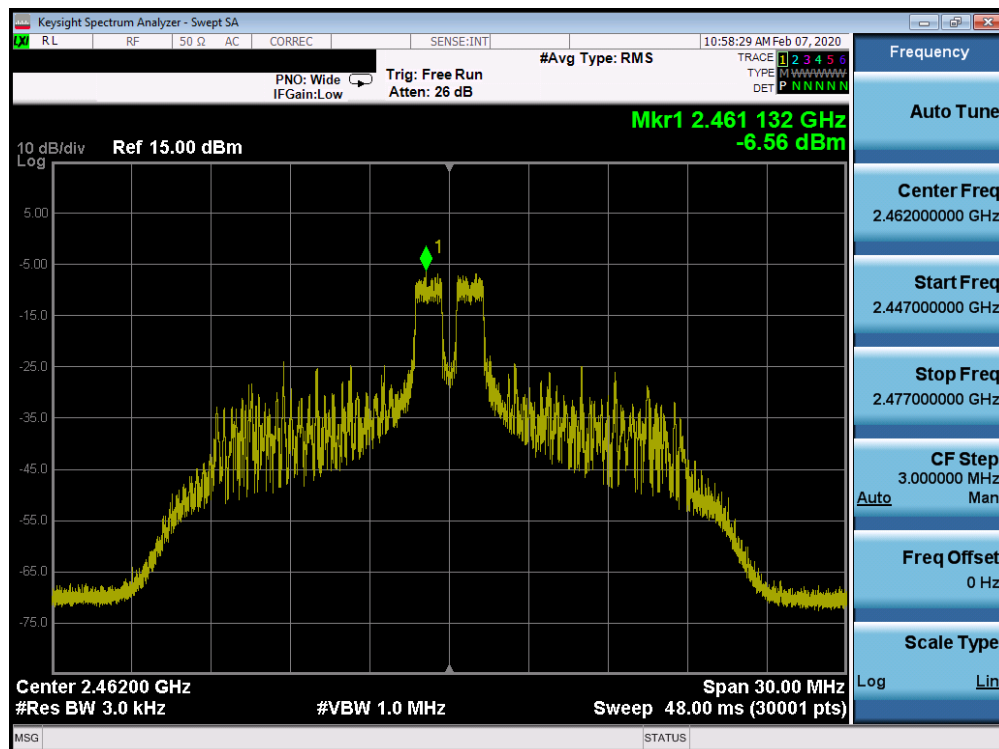 Keysight Spectrum Analyzer - Swept SA
LXI RL RF 50 Ω AC CORREC SENSE:INT 10:58:29 AM Feb 07, 2020
#Avg Type: RMS
TRACE 1 2 3 4 5 6
PNO: Wide Trig: Free Run
TYPE M WWWWW
IFGain:Low Atten: 26 dB
DET P N N N N N
Mkr1 2.461 132 GHz
-6.56 dBm
10 dB/div Ref 15.00 dBm
Log
1
5.00
-5.00
-15.0
-25.0
-35.0
-45.0
-55.0
-65.0
-75.0
Center 2.46200 GHz Span 30.00 MHz
#Res BW 3.0 kHz #VBW 1.0 MHz Sweep 48.00 ms (30001 pts)
MSG STATUS
Frequency
Auto Tune
Center Freq
2.462000000 GHz
Start Freq
2.447000000 GHz
Stop Freq
2.477000000 GHz
CF Step
3.000000 MHz
Auto Man
Freq Offset
0 Hz
Scale Type
Log Lin